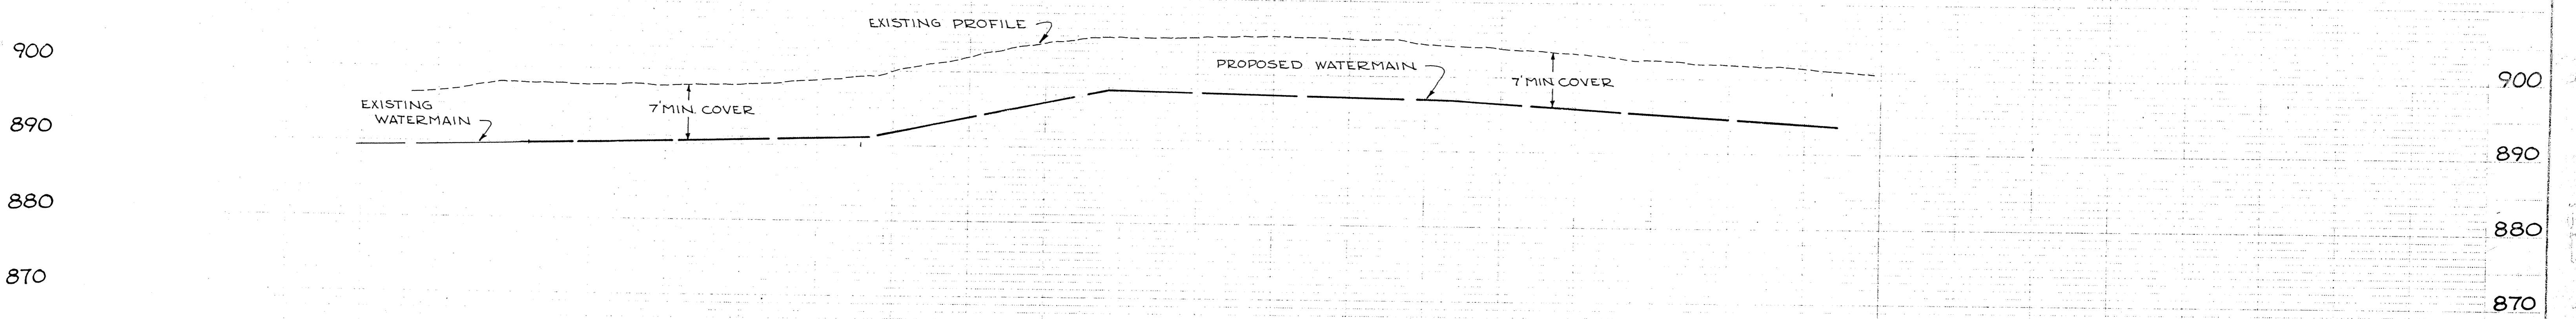 EXISTING PROFILE
900
PROPOSED WATERMAIN
7' MIN. COVER
900
EXISTING
WATERMAIN
7' MIN. COVER
890
890
880
880
870
870